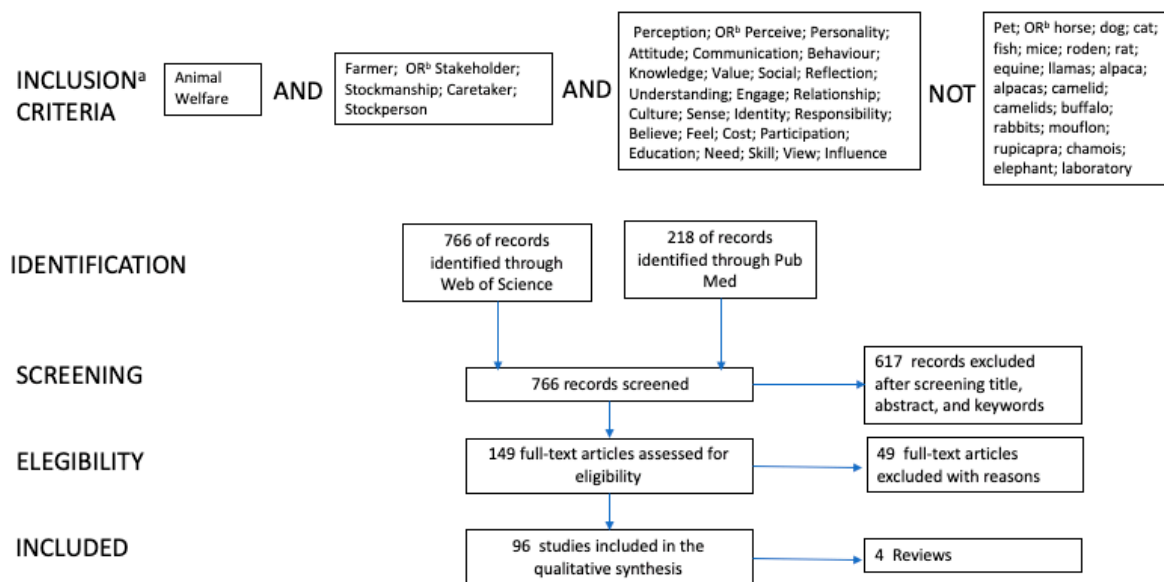 INCLUSIONᵃ
CRITERIA
Animal
Welfare
AND
Farmer; ORᵇ Stakeholder;
Stockmanship; Caretaker;
Stockperson
AND
Perception; ORᵇ Perceive; Personality;
Attitude; Communication; Behaviour;
Knowledge; Value; Social; Reflection;
Understanding; Engage; Relationship;
Culture; Sense; Identity; Responsibility;
Believe; Feel; Cost; Participation;
Education; Need; Skill; View; Influence
NOT
Pet; ORᵇ horse; dog; cat;
fish; mice; roden; rat;
equine; llamas; alpaca;
alpacas; camelid;
camelids; buffalo;
rabbits; mouflon;
rupicapra; chamois;
elephant; laboratory
IDENTIFICATION
766 of records
identified through
Web of Science
218 of records
identified through Pub
Med
SCREENING
766 records screened
617 records excluded
after screening title,
abstract, and keywords
ELEGIBILITY
149 full-text articles assessed for
eligibility
49 full-text articles
excluded with reasons
INCLUDED
96 studies included in the
qualitative synthesis
4 Reviews